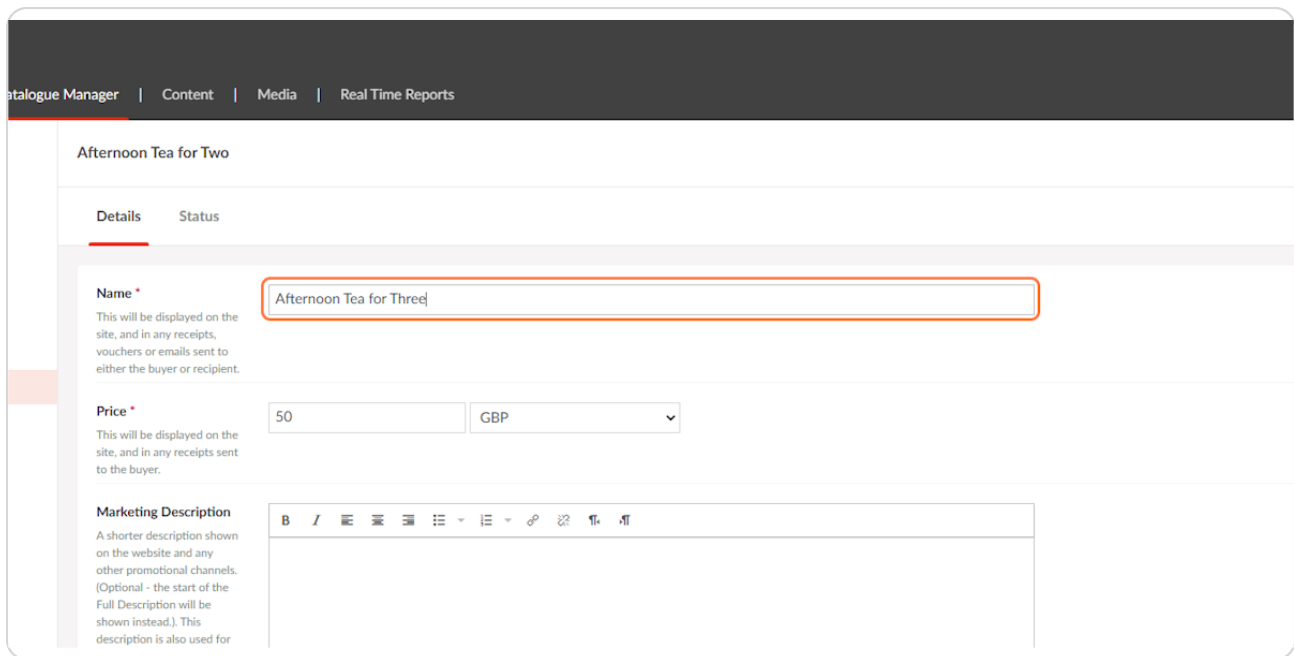 atalogue Manager | Content | Media | Real Time Reports
Afternoon Tea for Two
Details Status
Name *
This will be displayed on the
site, and in any receipts,
vouchers or emails sent to
either the buyer or recipient.
Afternoon Tea for Three
Price *
This will be displayed on the
site, and in any receipts sent
to the buyer.
50 GBP
Marketing Description
A shorter description shown
on the website and any
other promotional channels.
(Optional - the start of the
Full Description will be
shown instead.). This
description is also used for
B I